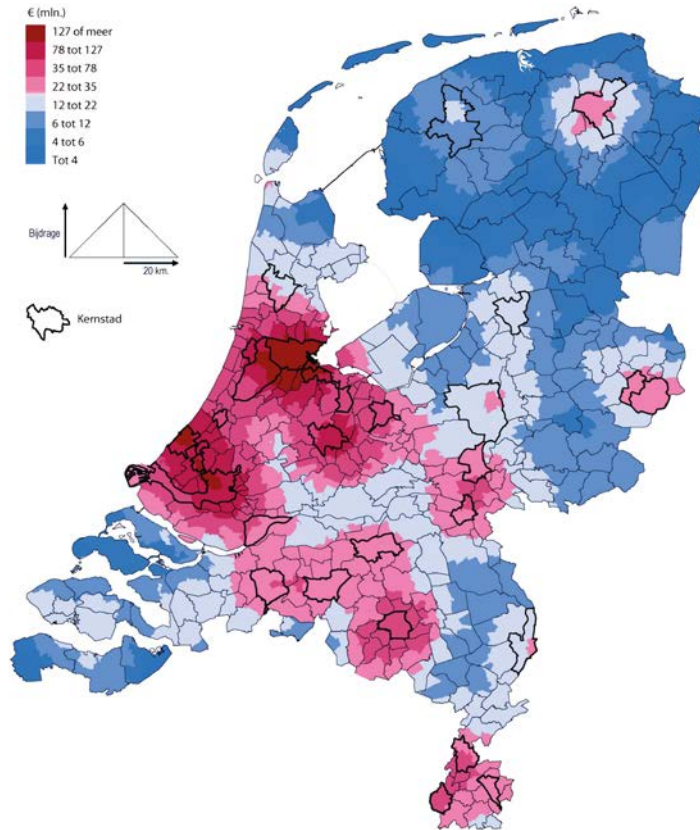 € (mln.)
127 of meer
78 tot 127
35 tot 78
22 tot 35
12 tot 22
6 tot 12
4 tot 6
Tot 4
Bijdrage
20 km.
Kernstad